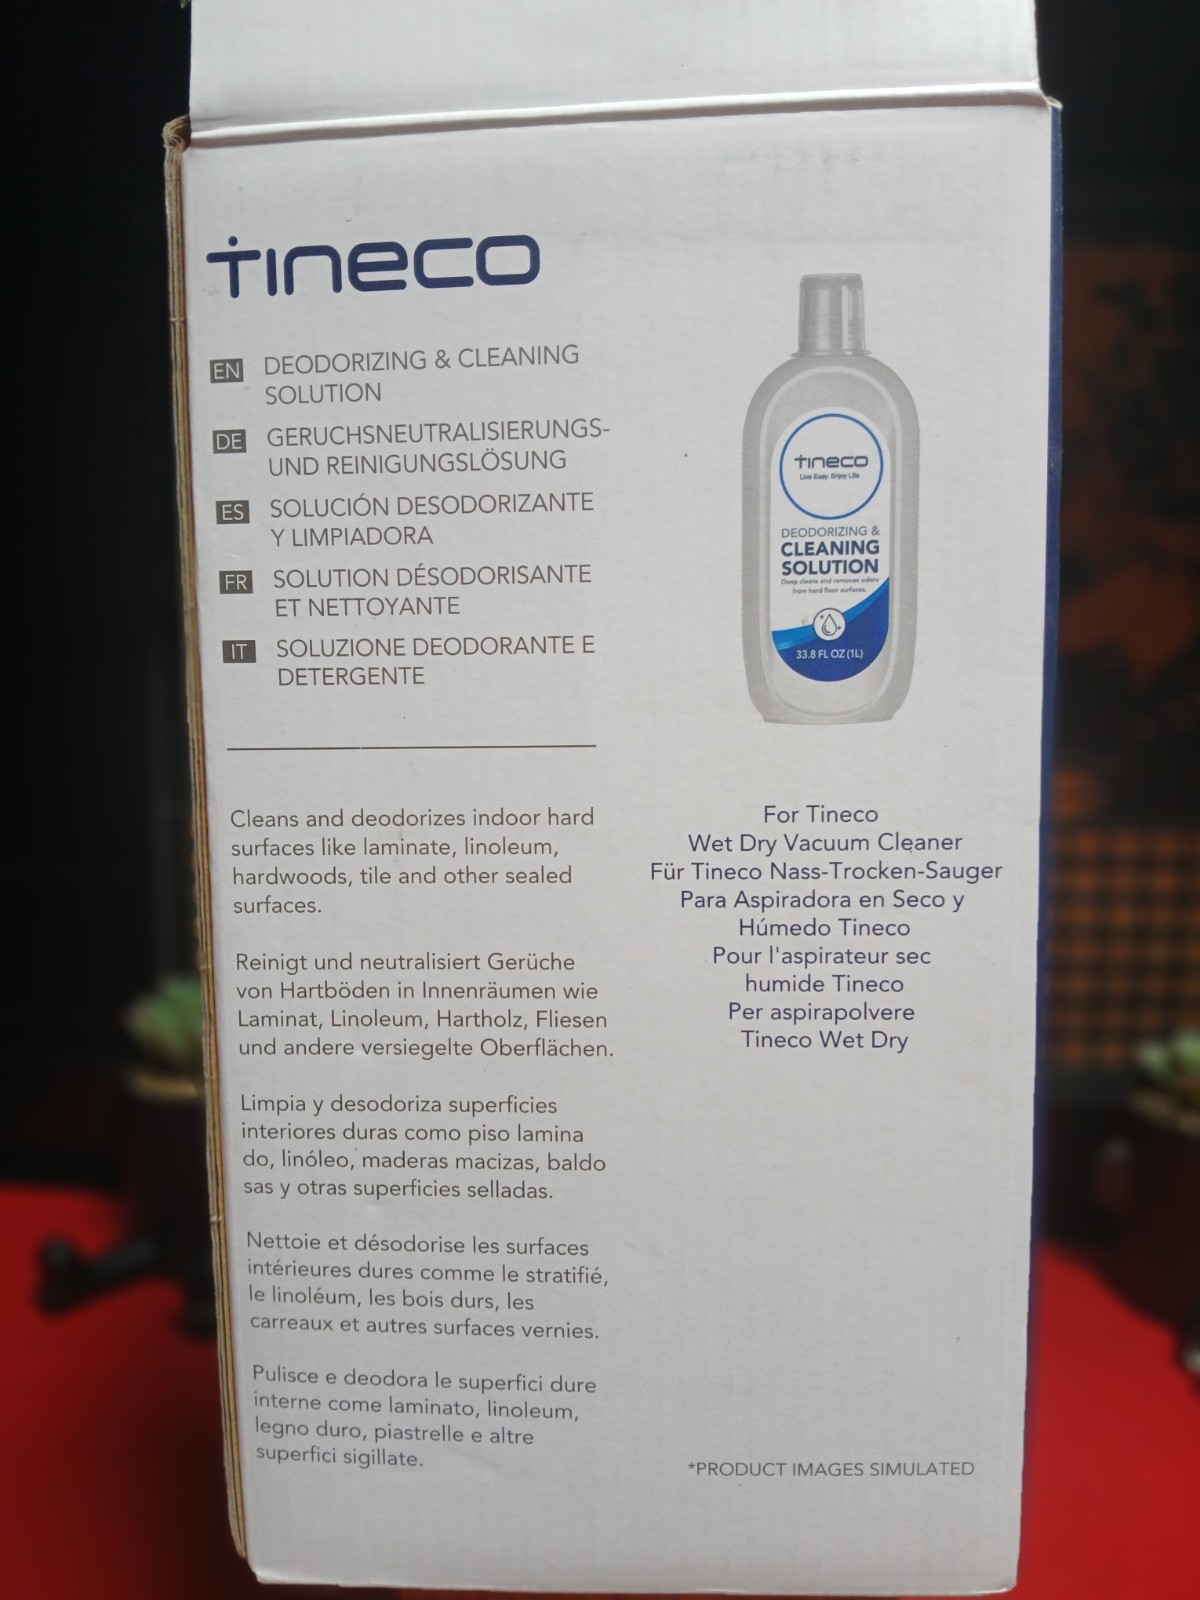 TINECO
EN DEODORIZING & CLEANING
SOLUTION
DE GERUCHSNEUTRALISIERUNGS-
UND REINIGUNGSLÖSUNG
ES SOLUCIÓN DESODORIZANTE
Y LIMPIADORA
FR SOLUTION DÉSODORISANTE
ET NETTOYANTE
IT SOLUZIONE DEODORANTE E
DETERGENTE
Cleans and deodorizes indoor hard
surfaces like laminate, linoleum,
hardwoods, tile and other sealed
surfaces.
Reinigt und neutralisiert Gerüche
von Hartböden in Innenräumen wie
Laminat, Linoleum, Hartholz, Fliesen
und andere versiegelte Oberflächen.
Limpia y desodoriza superficies
interiores duras como piso lamina
do, linóleo, maderas macizas, baldo
sas y otras superficies selladas.
Nettoie et désodorise les surfaces
intérieures dures comme le stratifié,
le linoléum, les bois durs, les
carreaux et autres surfaces vernies.
Pulisce e deodora le superfici dure
interne come laminato, linoleum,
legno duro, piastrelle e altre
superfici sigillate.
TINECO
Live Easy. Enjoy Life
DEODORIZING &
CLEANING
SOLUTION
Deep cleans and removes odors
from hard floor surfaces.
33.8 FL OZ (1L)
For Tineco
Wet Dry Vacuum Cleaner
Für Tineco Nass-Trocken-Sauger
Para Aspiradora en Seco y
Húmedo Tineco
Pour l'aspirateur sec
humide Tineco
Per aspirapolvere
Tineco Wet Dry
*PRODUCT IMAGES SIMULATED